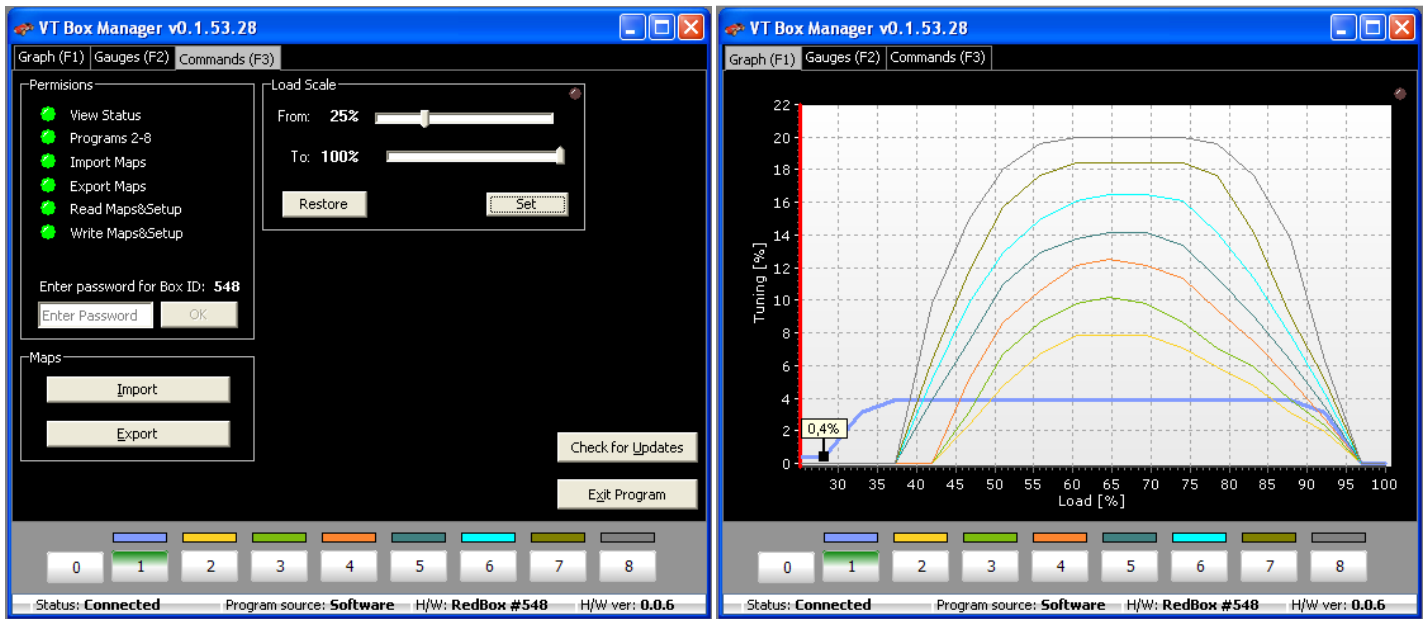 VT Box Manager v0.1.53.28
Graph (F1) Gauges (F2) Commands (F3)
Permisions
View Status
Programs 2-8
Import Maps
Export Maps
Read Maps&Setup
Write Maps&Setup
Enter password for Box ID: 548
Enter Password OK
Maps
Import
Export
Load Scale
From: 25%
To: 100%
Restore Set
Check for Updates
Exit Program
0 1 2 3 4 5 6 7 8
Status: Connected Program source: Software H/W: RedBox #548 H/W ver: 0.0.6
VT Box Manager v0.1.53.28
Graph (F1) Gauges (F2) Commands (F3)
Tuning [%]
22
20
18
16
14
12
10
8
6
4
2
0
0,4%
30 35 40 45 50 55 60 65 70 75 80 85 90 95 100
Load [%]
0 1 2 3 4 5 6 7 8
Status: Connected Program source: Software H/W: RedBox #548 H/W ver: 0.0.6